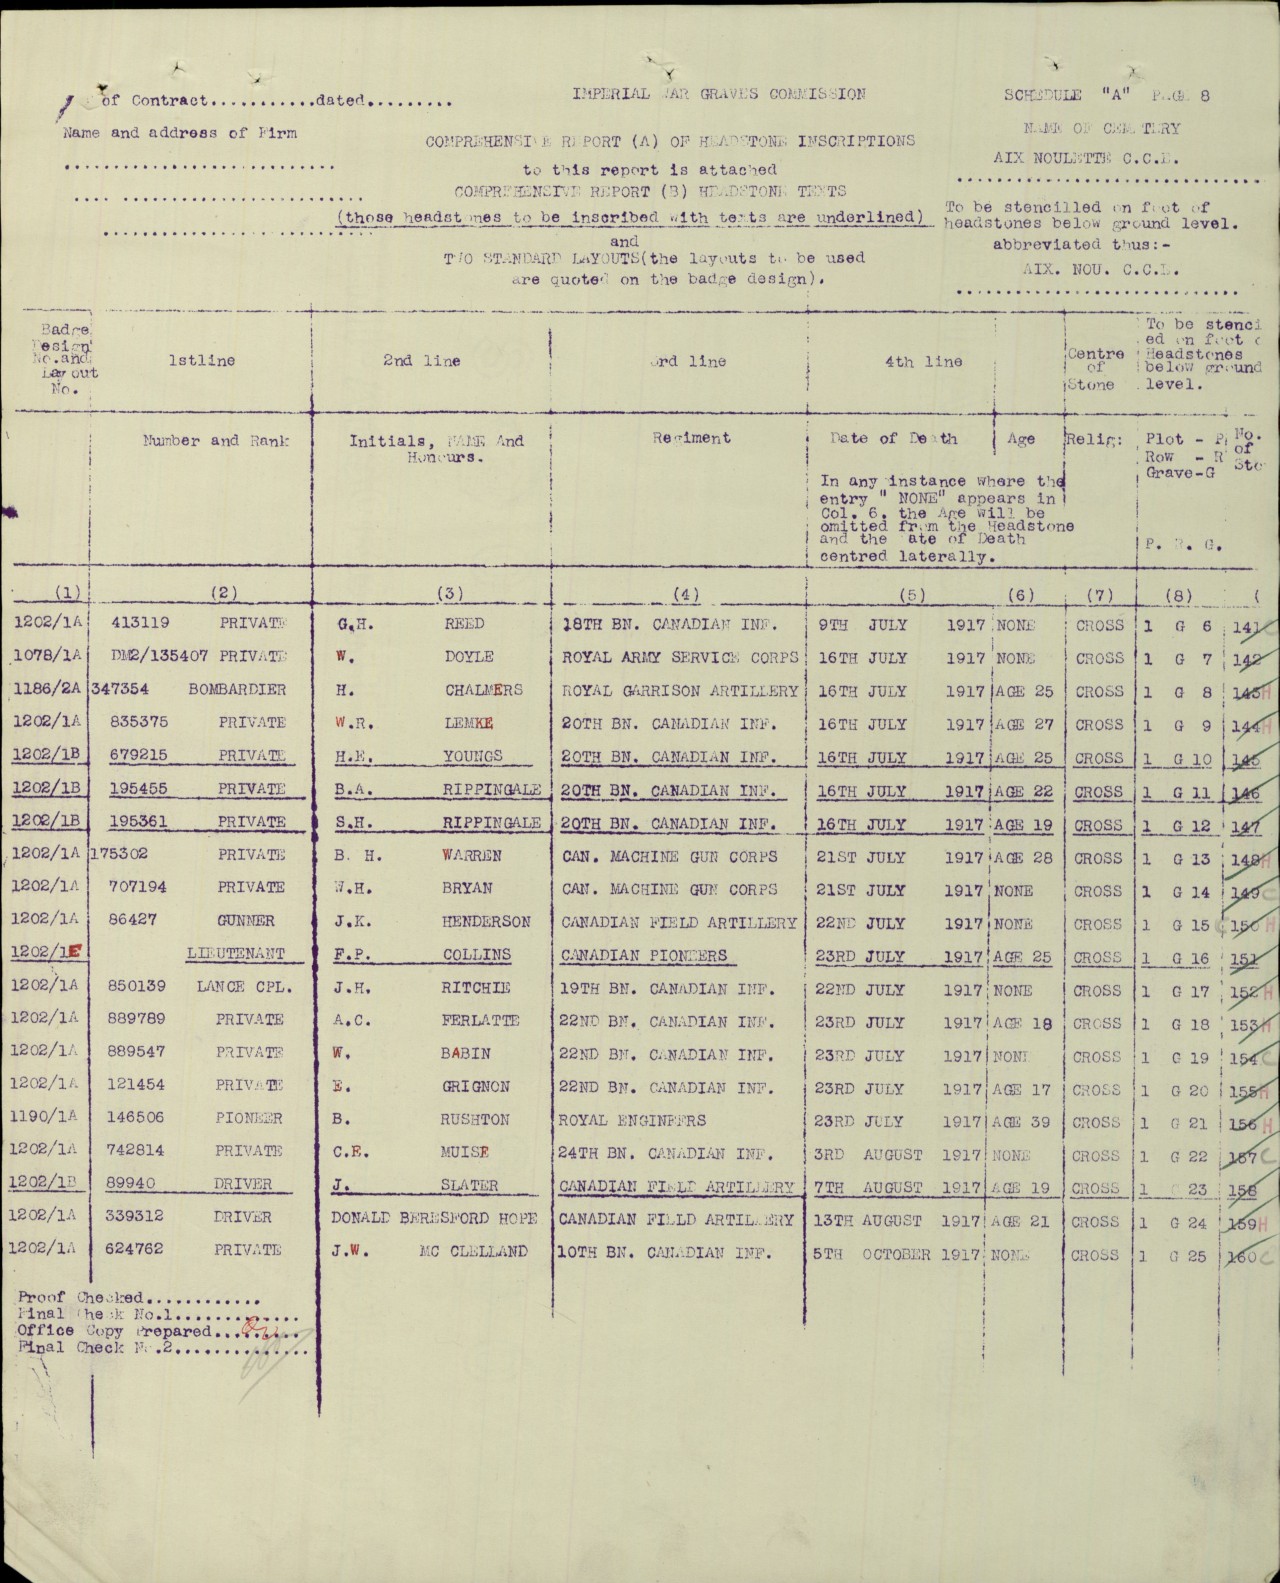 of Contract............dated..........
IMPERIAL WAR GRAVES COMMISSION
SCHEDULE "A" PAGE 8
Name and address of Firm
NAME OF CEMETERY
COMPREHENSIVE REPORT (A) OF HEADSTONE INSCRIPTIONS
AIX NOULETTE C.C.E.
to this report is attached
COMPREHENSIVE REPORT (B) HEADSTONE TEXTS
(those headstones to be inscribed with texts are underlined)
To be stencilled on foot of
headstones below ground level.
and
abbreviated thus:-
TWO STANDARD LAYOUTS(the layouts to be used
AIX. NOU. C.C.E.
are quoted on the badge design).
Badge Design No.and Lay out No.
1stline
2nd line
3rd line
4th line
Centre of Stone
To be stenci
ed on foot
Headstones
below ground
level.
Number and Rank
Initials, NAME And Honours.
Regiment
Date of Death
Age
Relig:
Plot - P
Row - R
Grave-G
No. of Sto
In any instance where the
entry " NONE" appears in
Col. 6. the Age will be
omitted from the Headstone
and the ate of Death
centred laterally.
P. R. G.
(1) (2) (3) (4) (5) (6) (7) (8) (
1202/1A 413119 PRIVATE G.H. REED 18TH BN. CANADIAN INF. 9TH JULY 1917 NONE CROSS 1 G 6 141 C
1078/1A DM2/135407 PRIVATE W. DOYLE ROYAL ARMY SERVICE CORPS 16TH JULY 1917 NONE CROSS 1 G 7 142
1186/2A 347354 BOMBARDIER H. CHALMERS ROYAL GARRISON ARTILLERY 16TH JULY 1917 AGE 25 CROSS 1 G 8 143 H
1202/1A 835375 PRIVATE W.R. LEMKE 20TH BN. CANADIAN INF. 16TH JULY 1917 AGE 27 CROSS 1 G 9 144 H
1202/1B 679215 PRIVATE H.E. YOUNGS 20TH BN. CANADIAN INF. 16TH JULY 1917 AGE 25 CROSS 1 G 10 145
1202/1B 195455 PRIVATE B.A. RIPPINGALE 20TH BN. CANADIAN INF. 16TH JULY 1917 AGE 22 CROSS 1 G 11 146
1202/1B 195361 PRIVATE S.H. RIPPINGALE 20TH BN. CANADIAN INF. 16TH JULY 1917 AGE 19 CROSS 1 G 12 147
1202/1A 175302 PRIVATE B. H. WARREN CAN. MACHINE GUN CORPS 21ST JULY 1917 AGE 28 CROSS 1 G 13 148 H
1202/1A 707194 PRIVATE W.H. BRYAN CAN. MACHINE GUN CORPS 21ST JULY 1917 NONE CROSS 1 G 14 149 C
1202/1A 86427 GUNNER J.K. HENDERSON CANADIAN FIELD ARTILLERY 22ND JULY 1917 NONE CROSS 1 G 15 C 150 H
1202/1E LIEUTENANT F.P. COLLINS CANADIAN PIONEERS 23RD JULY 1917 AGE 25 CROSS 1 G 16 151
1202/1A 850139 LANCE CPL. J.H. RITCHIE 19TH BN. CANADIAN INF. 22ND JULY 1917 NONE CROSS 1 G 17 152 H
1202/1A 889789 PRIVATE A.C. FERLATTE 22ND BN. CANADIAN INF. 23RD JULY 1917 AGE 18 CROSS 1 G 18 153 H
1202/1A 889547 PRIVATE W. BABIN 22ND BN. CANADIAN INF. 23RD JULY 1917 NONE CROSS 1 G 19 154 C
1202/1A 121454 PRIVATE E. GRIGNON 22ND BN. CANADIAN INF. 23RD JULY 1917 AGE 17 CROSS 1 G 20 155 H
1190/1A 146506 PIONEER B. RUSHTON ROYAL ENGINEERS 23RD JULY 1917 AGE 39 CROSS 1 G 21 156 H
1202/1A 742814 PRIVATE C.E. MUISE 24TH BN. CANADIAN INF. 3RD AUGUST 1917 NONE CROSS 1 G 22 157 C
1202/1B 89940 DRIVER J. SLATER CANADIAN FIELD ARTILLERY 7TH AUGUST 1917 AGE 19 CROSS 1 23 158
1202/1A 339312 DRIVER DONALD BERESFORD HOPE CANADIAN FIELD ARTILLERY 13TH AUGUST 1917 AGE 21 CROSS 1 G 24 159 H
1202/1A 624762 PRIVATE J.W. MC CLELLAND 10TH BN. CANADIAN INF. 5TH OCTOBER 1917 NONE CROSS 1 G 25 160 C
Proof Checked............
Final Check No.1.............
Office Copy Prepared.........
Final Check No.2..............